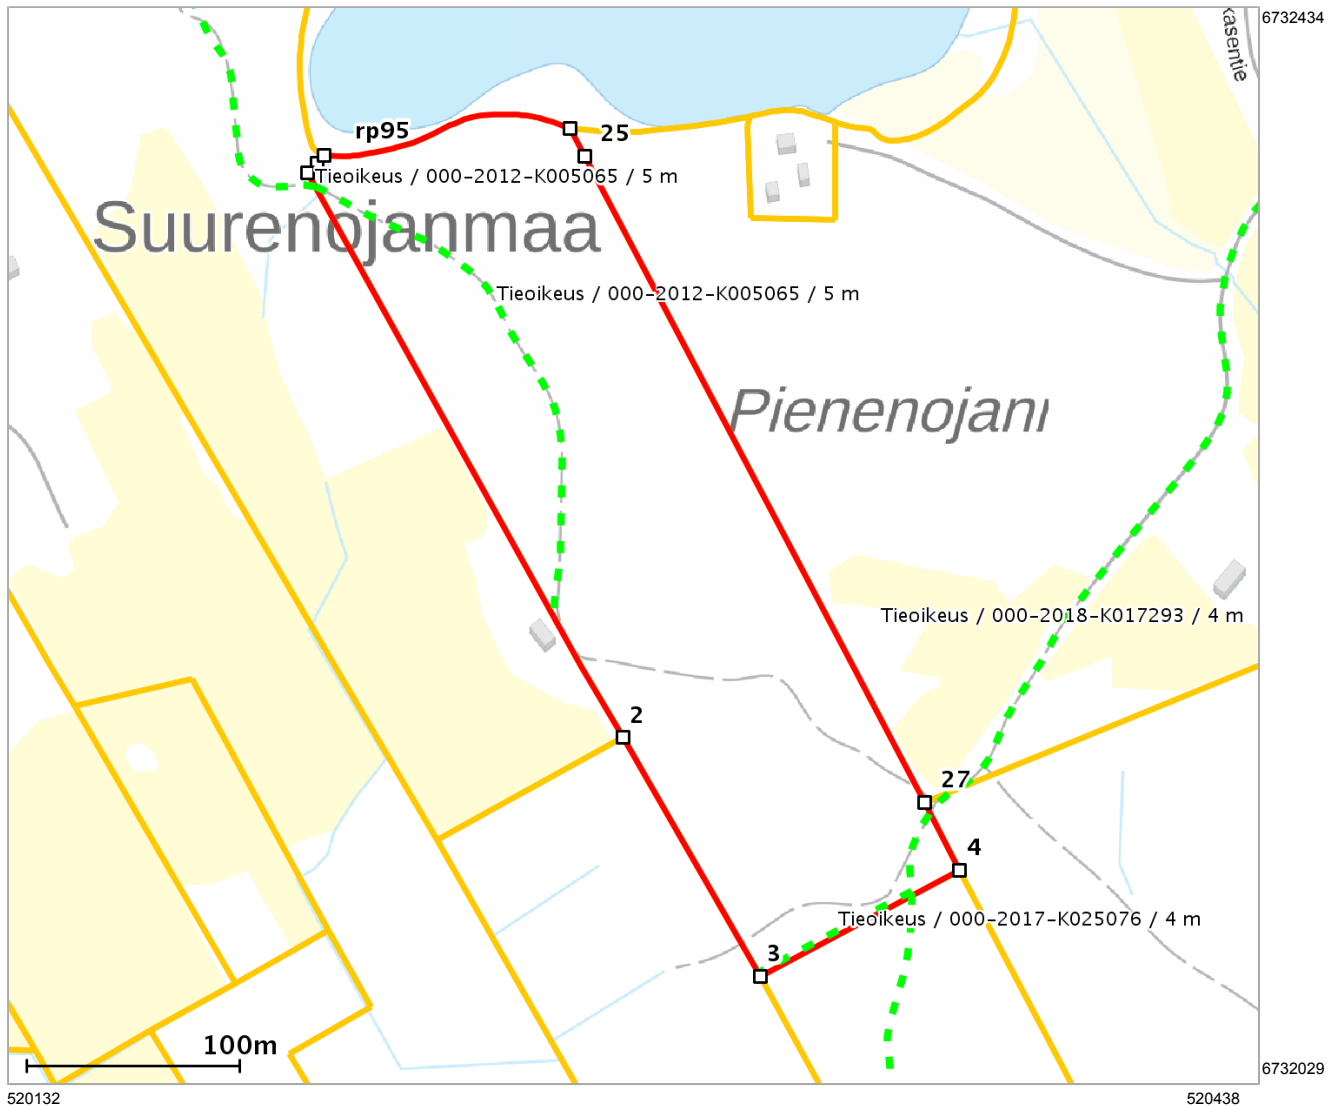 6732434
kasentie
rp95
25
Tieoikeus / 000-2012-K005065 / 5 m
Suurenojanmaa
Tieoikeus / 000-2012-K005065 / 5 m
Pienenojani
Tieoikeus / 000-2018-K017293 / 4 m
2
27
4
Tieoikeus / 000-2017-K025076 / 4 m
3
100m
6732029
520132
520438